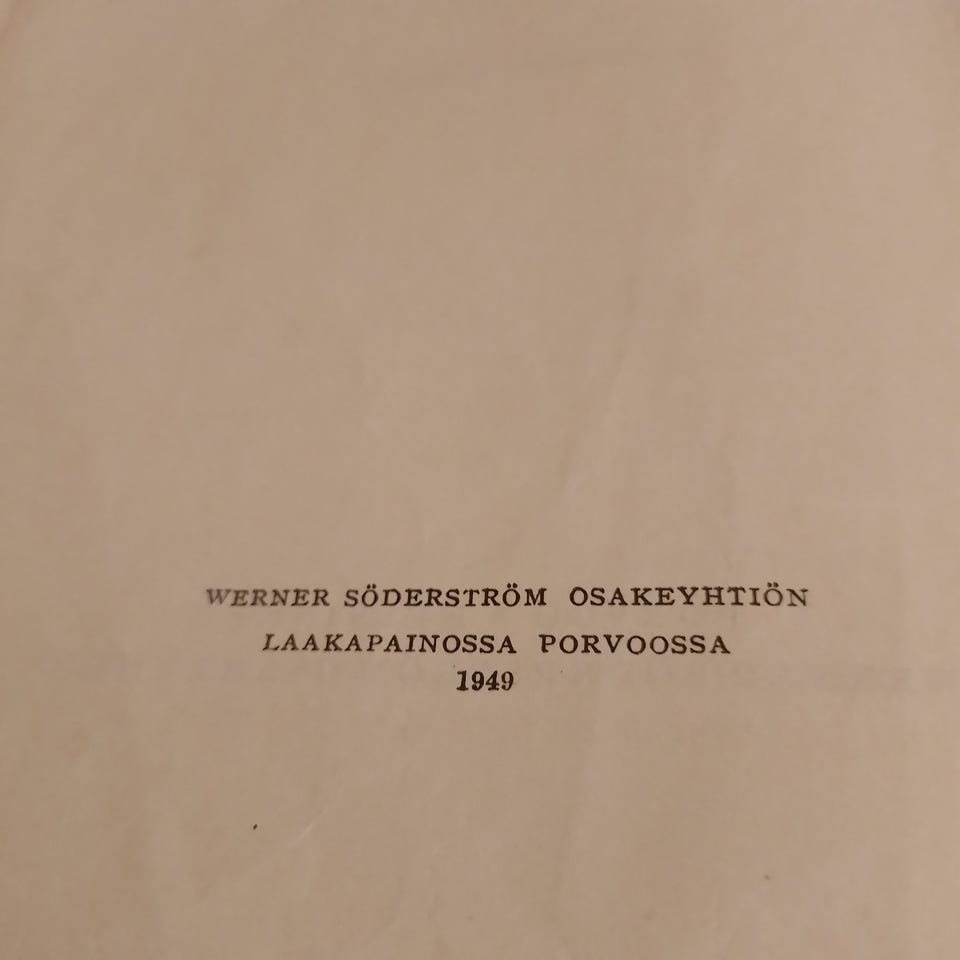 WERNER SÖDERSTRÖM OSAKEYHTIÖN
LAAKAPAINOSSA PORVOOSSA
1949